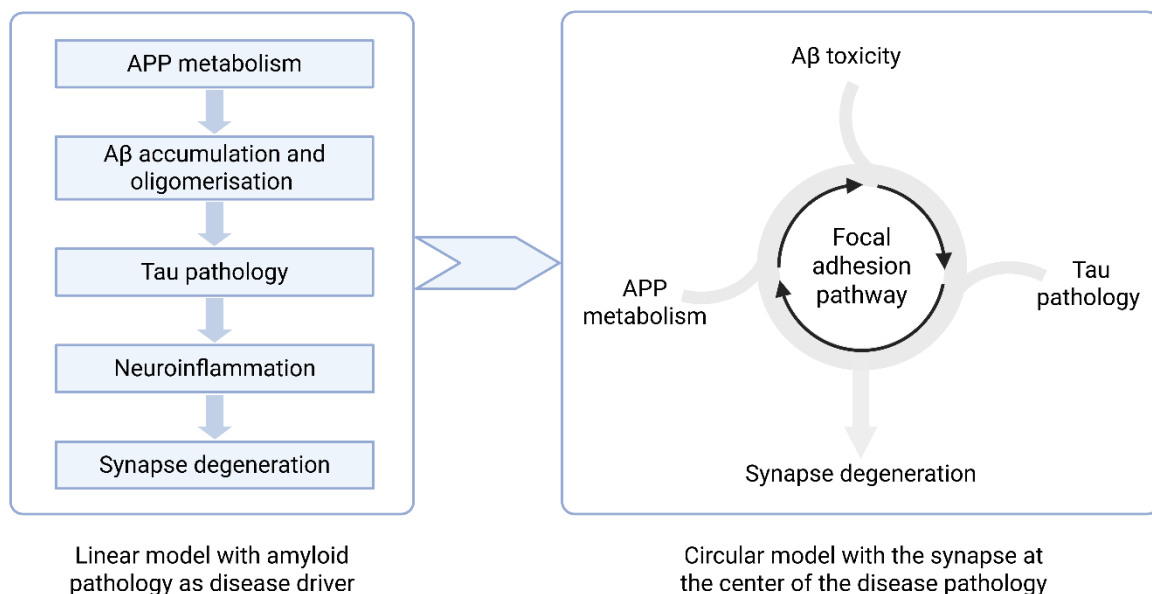 APP metabolism
Aβ accumulation and
oligomerisation
Tau pathology
Neuroinflammation
Synapse degeneration
Linear model with amyloid
pathology as disease driver
Aβ toxicity
Focal
adhesion
pathway
APP
metabolism
Tau
pathology
Synapse degeneration
Circular model with the synapse at
the center of the disease pathology